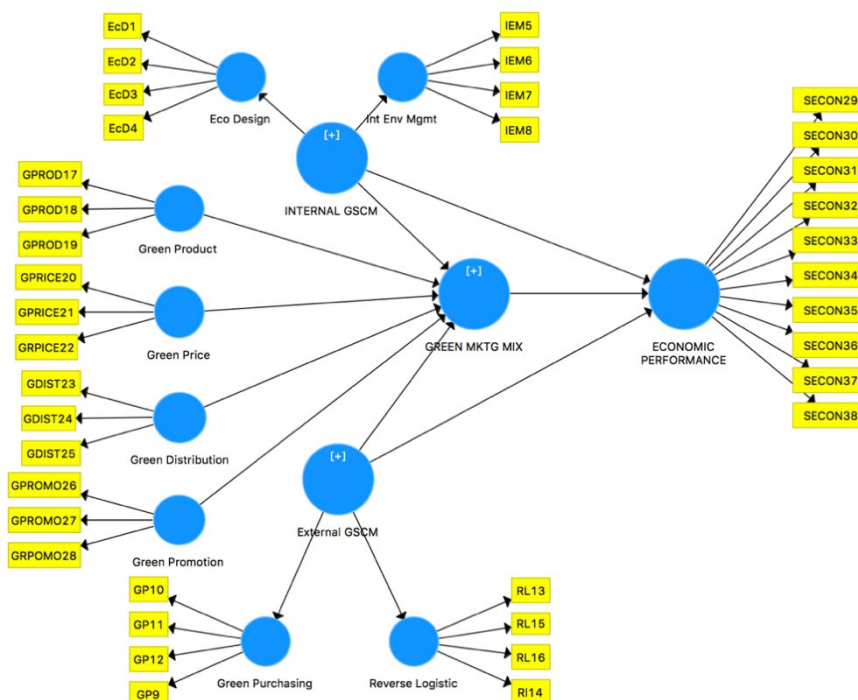 EcD1
EcD2
EcD3
EcD4
Eco Design
IEM5
IEM6
IEM7
IEM8
Int Env Mgmt
[+]
INTERNAL GSCM
GPROD17
GPROD18
GPROD19
Green Product
GPRICE20
GPRICE21
GRPICE22
Green Price
GDIST23
GDIST24
GDIST25
Green Distribution
GPROMO26
GPROMO27
GRPOMO28
Green Promotion
[+]
GREEN MKTG MIX
ECONOMIC
PERFORMANCE
SECON29
SECON30
SECON31
SECON32
SECON33
SECON34
SECON35
SECON36
SECON37
SECON38
[+]
External GSCM
GP10
GP11
GP12
GP9
Green Purchasing
Reverse Logistic
RL13
RL15
RL16
Rl14